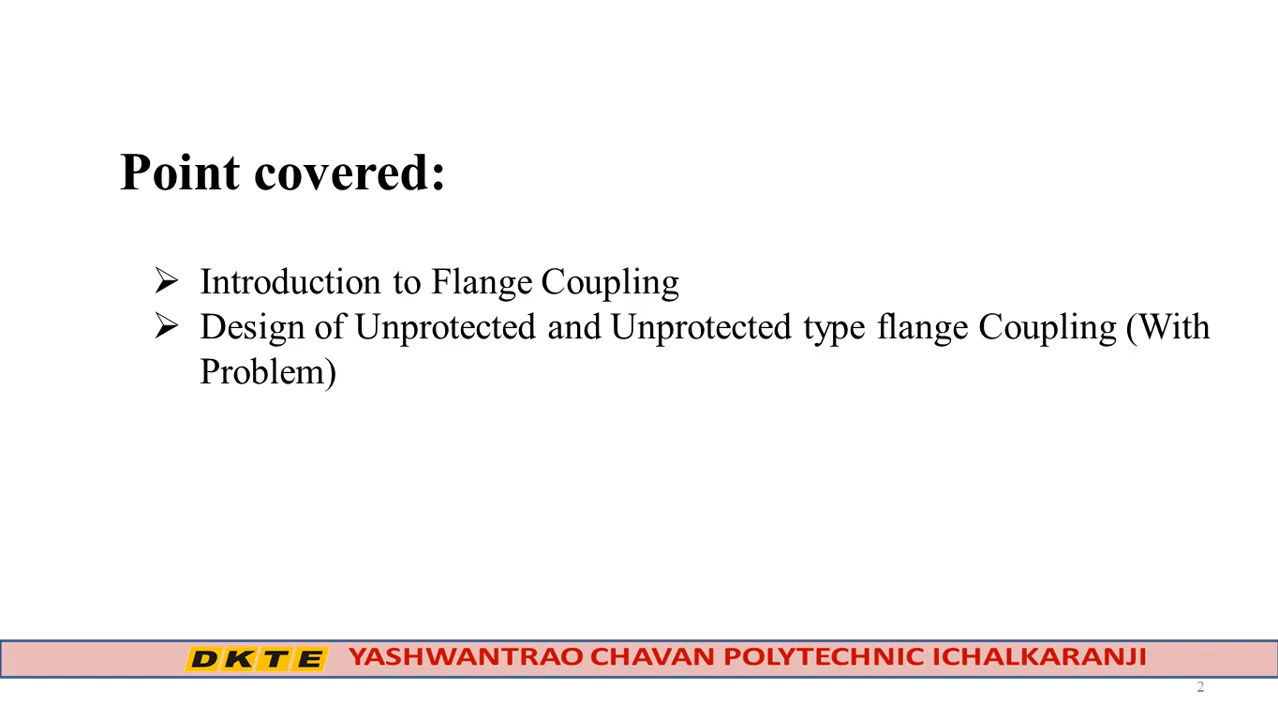 Point covered:
➢ Introduction to Flange Coupling
➢ Design of Unprotected and Unprotected type flange Coupling (With
Problem)
DKTE YASHWANTRAO CHAVAN POLYTECHNIC ICHALKARANJI
2